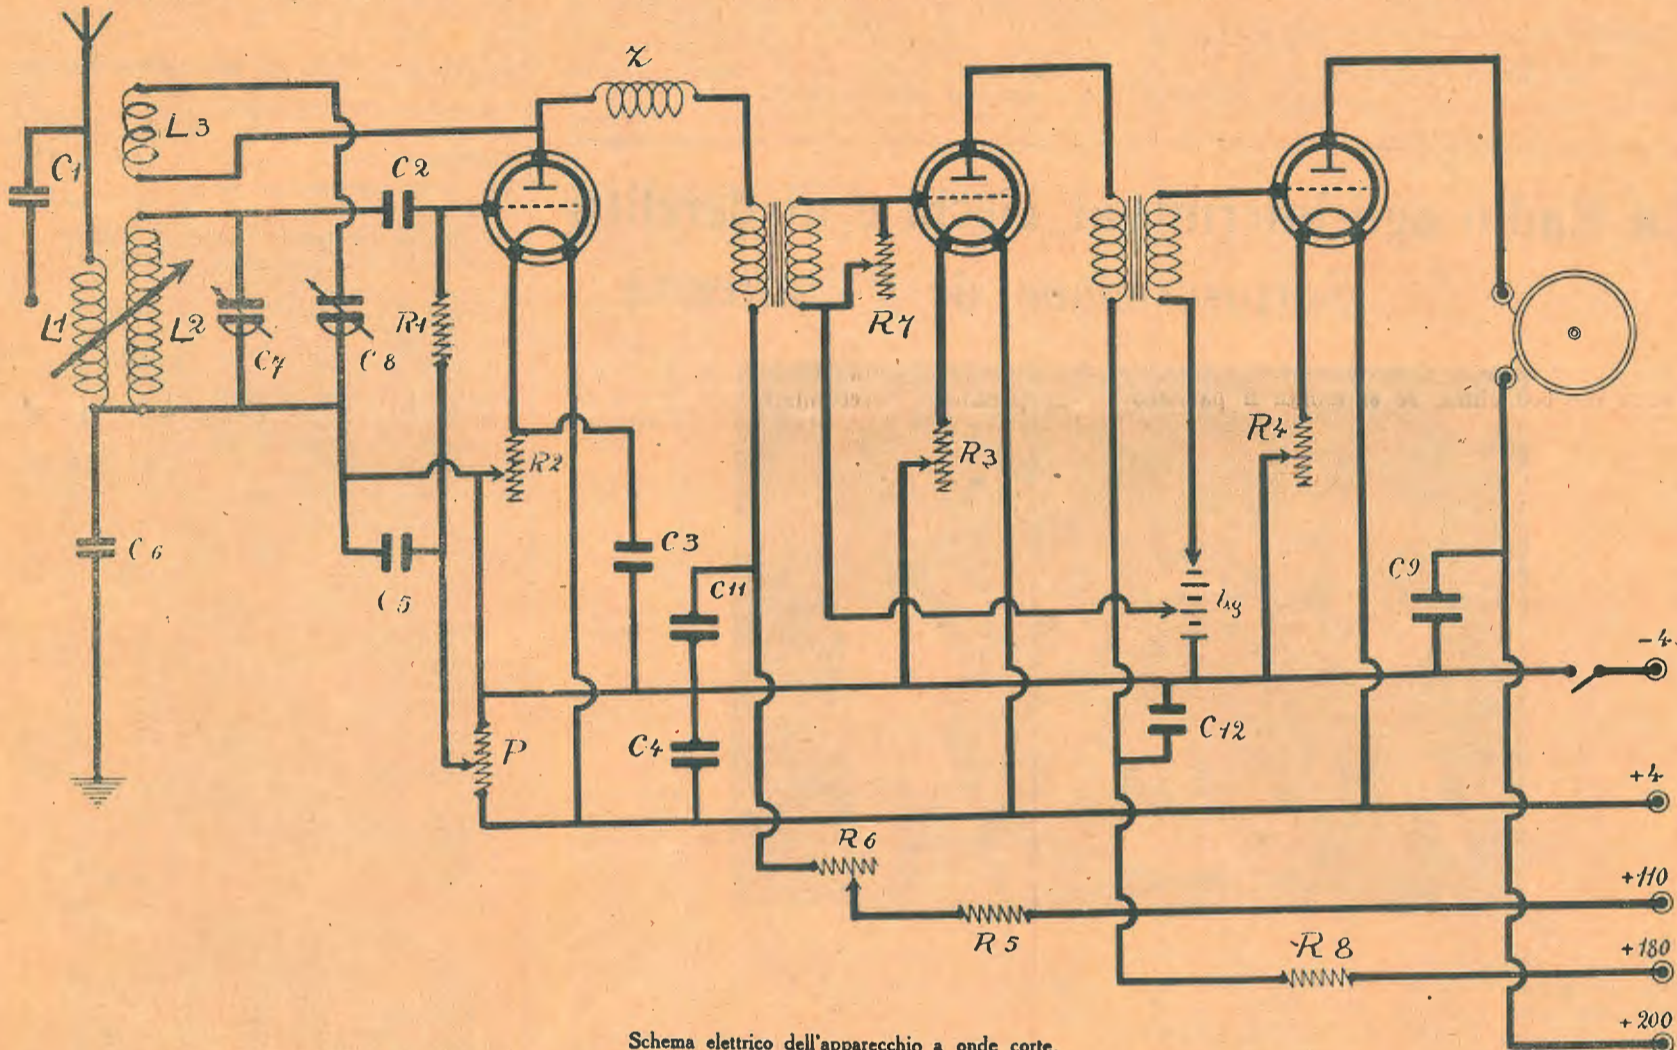 Z
L3
C1
C2
L1
L2
C7
C8
R1
R7
R2
R3
R4
C6
C5
C3
C11
bg
C9
-4
P
C4
C12
+4
R6
+110
R5
R8
+180
+200
Schema elettrico dell'apparecchio a onde corte.